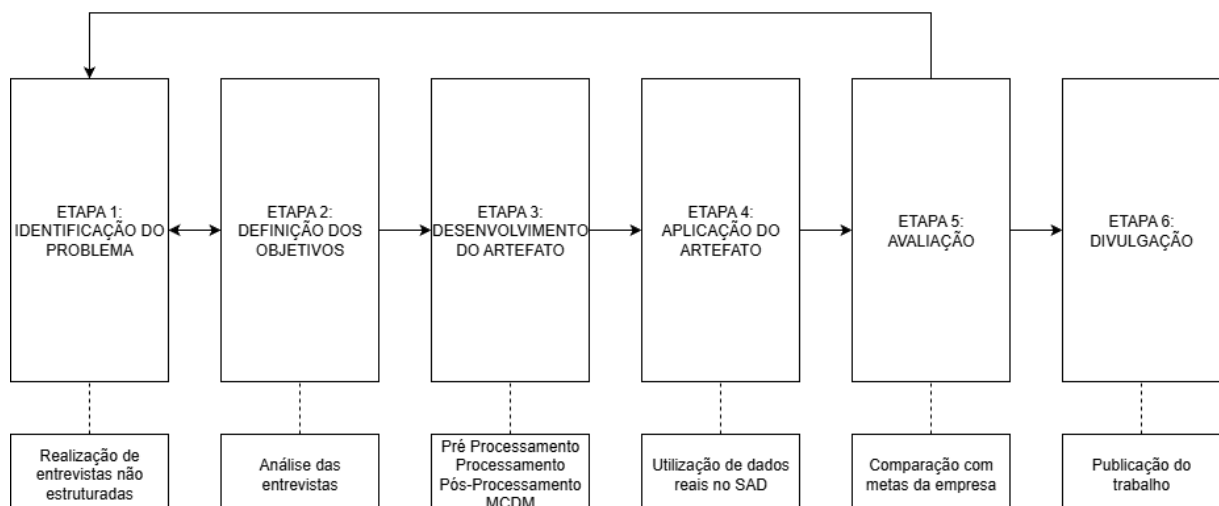 ETAPA 1:
IDENTIFICAÇÃO DO
PROBLEMA
ETAPA 2:
DEFINIÇÃO DOS
OBJETIVOS
ETAPA 3:
DESENVOLVIMENTO
DO ARTEFATO
ETAPA 4:
APLICAÇÃO DO
ARTEFATO
ETAPA 5:
AVALIAÇÃO
ETAPA 6:
DIVULGAÇÃO
Realização de
entrevistas não
estruturadas
Análise das
entrevistas
Pré Processamento
Processamento
Pós-Processamento
MCDM
Utilização de dados
reais no SAD
Comparação com
metas da empresa
Publicação do
trabalho